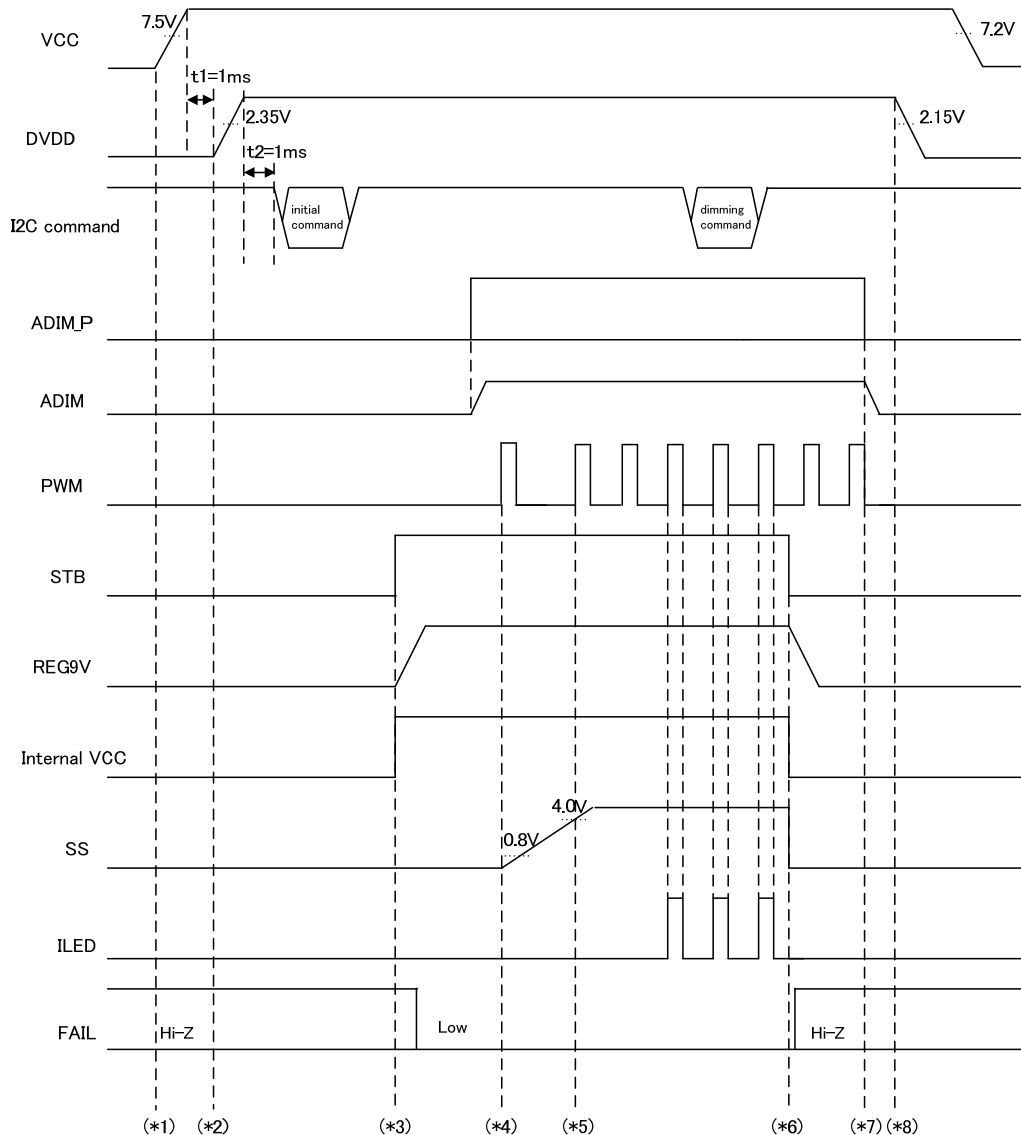 7.5V
VCC
7.2V
t1=1ms
2.35V
DVDD
2.15V
t2=1ms
initial
command
dimming
command
I2C command
ADIM_P
ADIM
PWM
STB
REG9V
Internal VCC
4.0V
0.8V
SS
ILED
FAIL
Hi-Z
Low
Hi-Z
(*1) (*2) (*3) (*4) (*5) (*6) (*7) (*8)